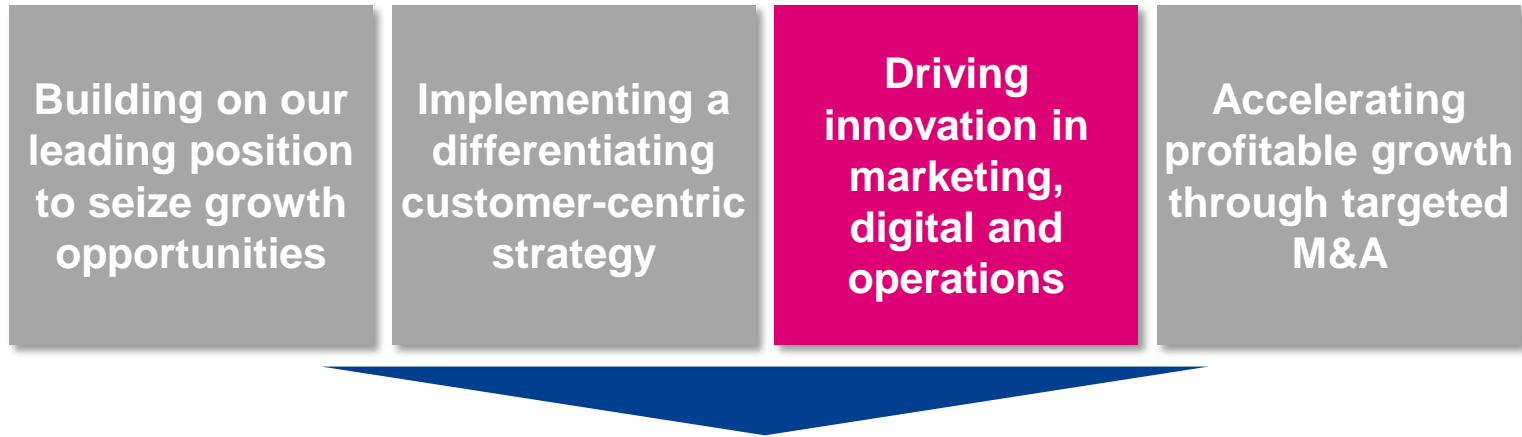 Building on our
leading position
to seize growth
opportunities
Implementing a
differentiating
customer-centric
strategy
Driving
innovation in
marketing,
digital and
operations
Accelerating
profitable growth
through targeted
M&A